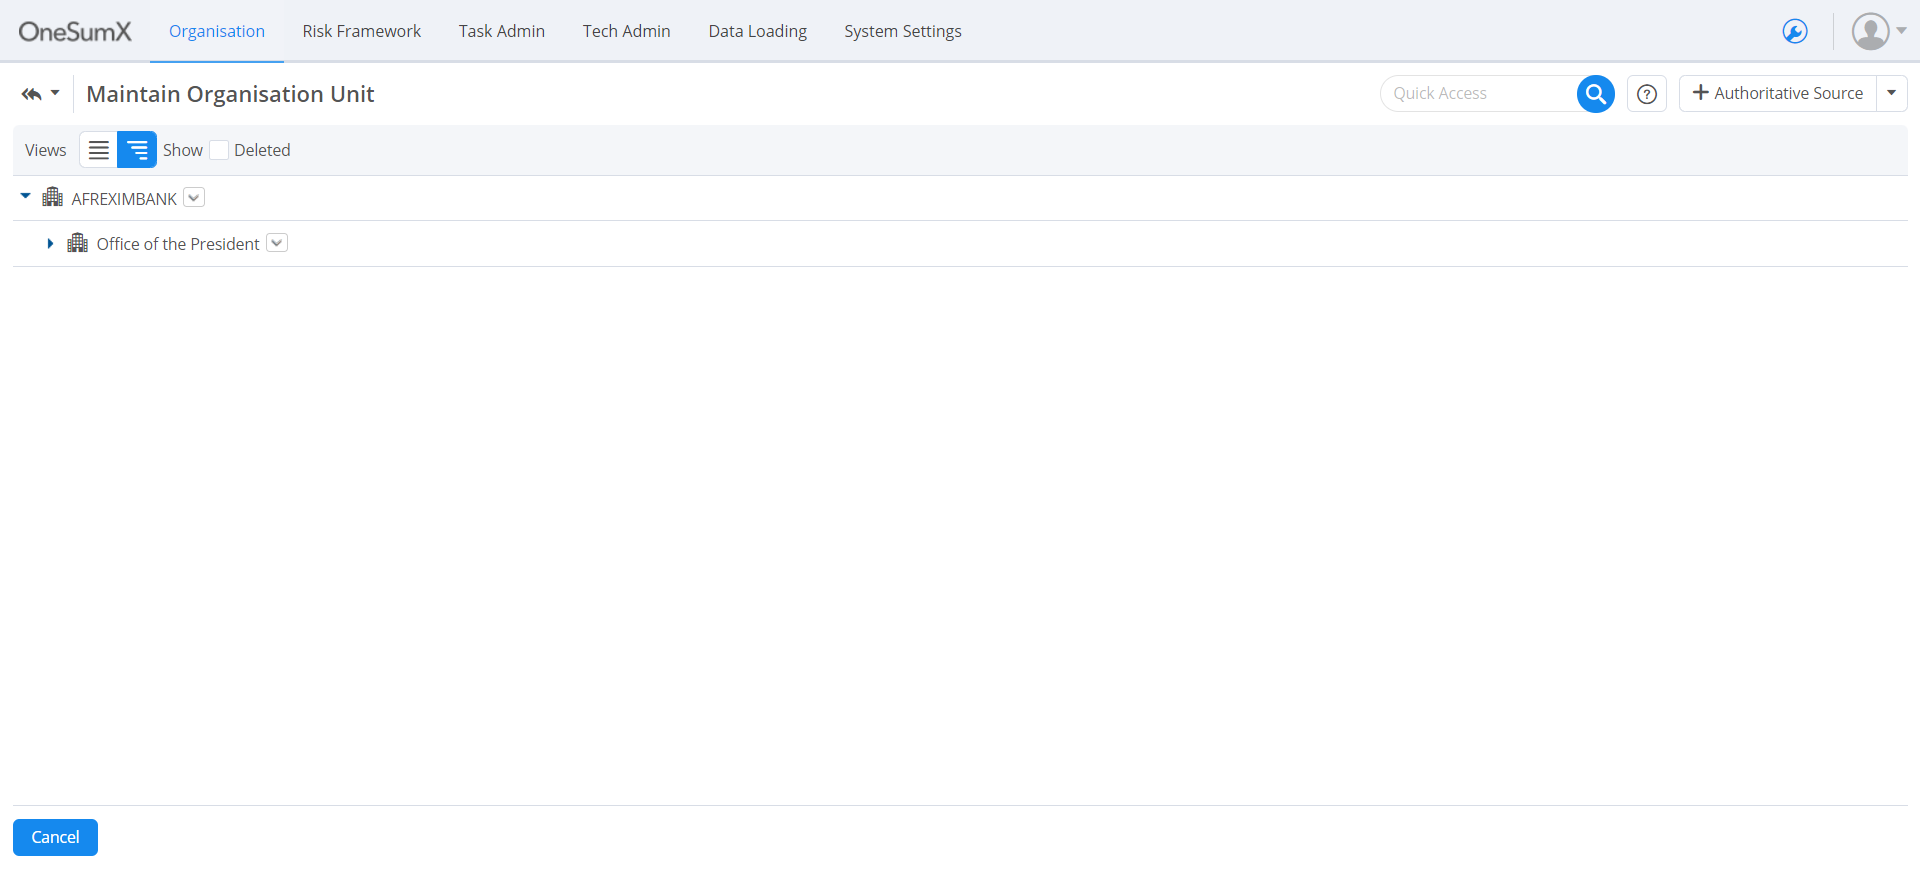 OneSumX Organisation Risk Framework Task Admin Tech Admin Data Loading System Settings
Maintain Organisation Unit Quick Access ? + Authoritative Source
Views Show Deleted
AFREXIMBANK
Office of the President
Cancel